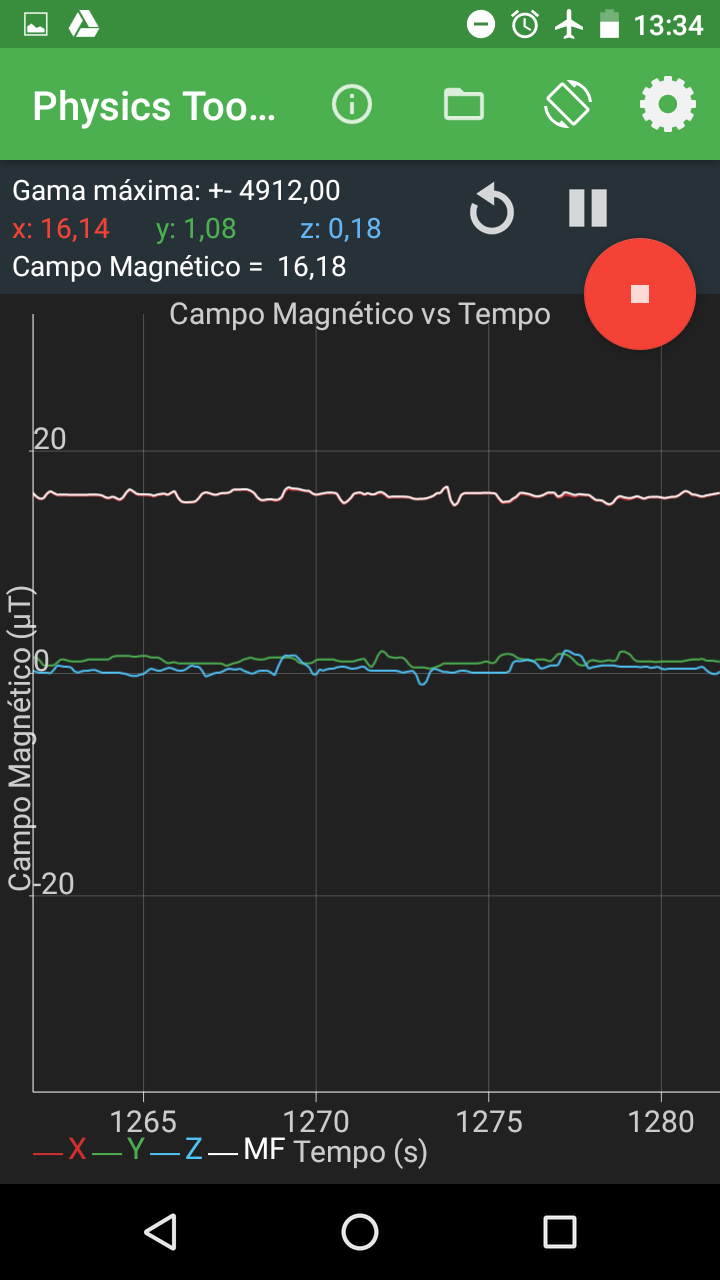 13:34
Physics Too...
Gama máxima: +- 4912,00
x: 16,14 y: 1,08 z: 0,18
Campo Magnético = 16,18
Campo Magnético vs Tempo
20
0
-20
Campo Magnético (µT)
1265 1270 1275 1280
X Y Z MF Tempo (s)